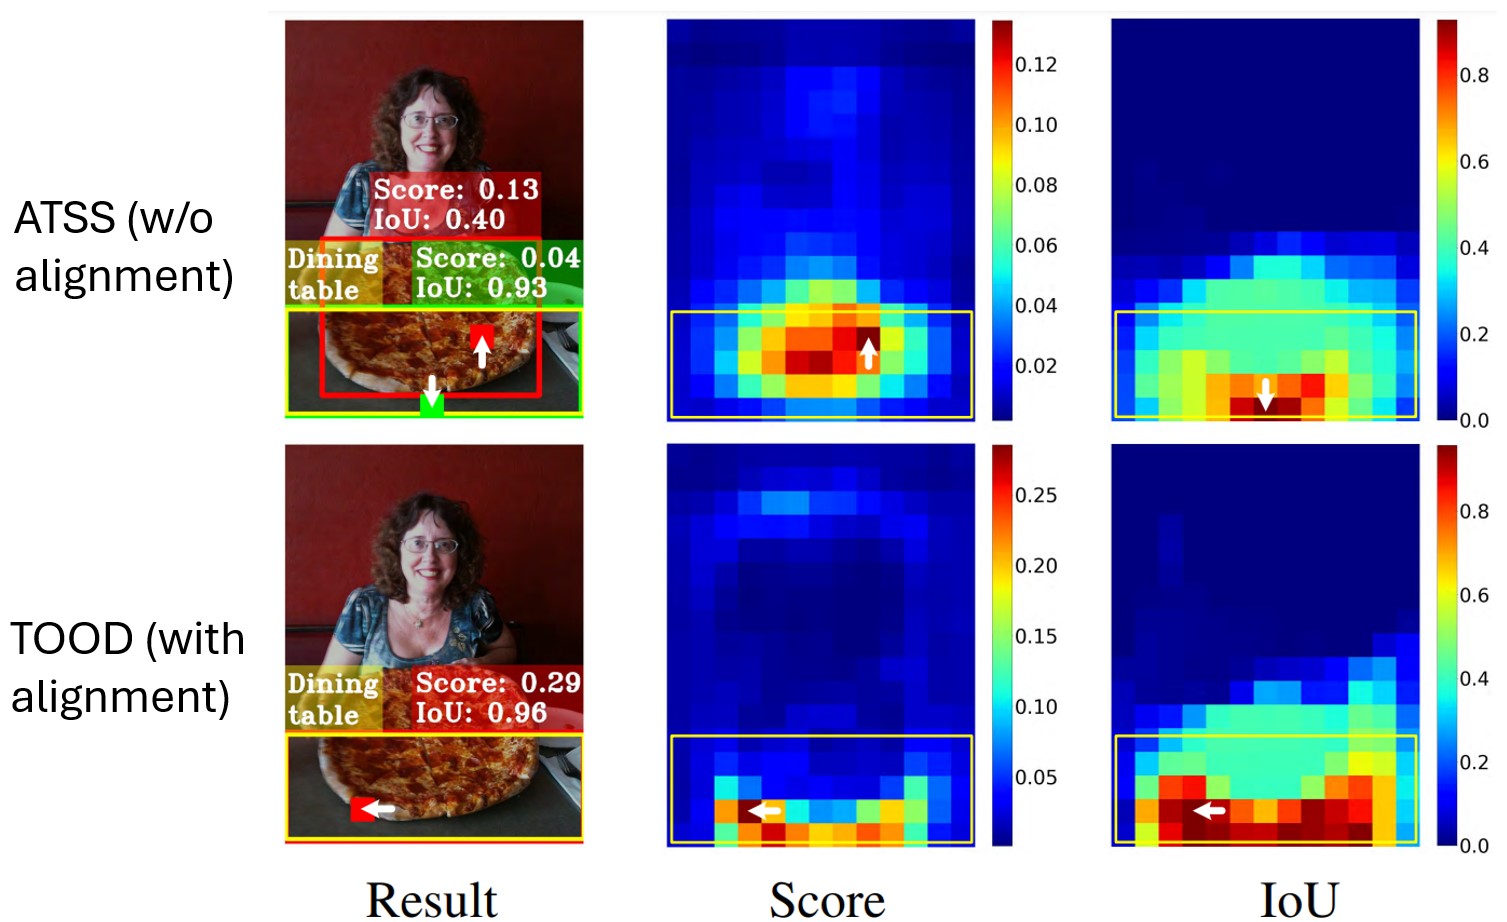 ATSS (w/o
alignment)
Score: 0.13
IoU: 0.40
Dining
table
Score: 0.04
IoU: 0.93
0.12
0.10
0.08
0.06
0.04
0.02
0.8
0.6
0.4
0.2
0.0
TOOD (with
alignment)
Dining
table
Score: 0.29
IoU: 0.96
0.25
0.20
0.15
0.10
0.05
0.8
0.6
0.4
0.2
0.0
Result
Score
IoU